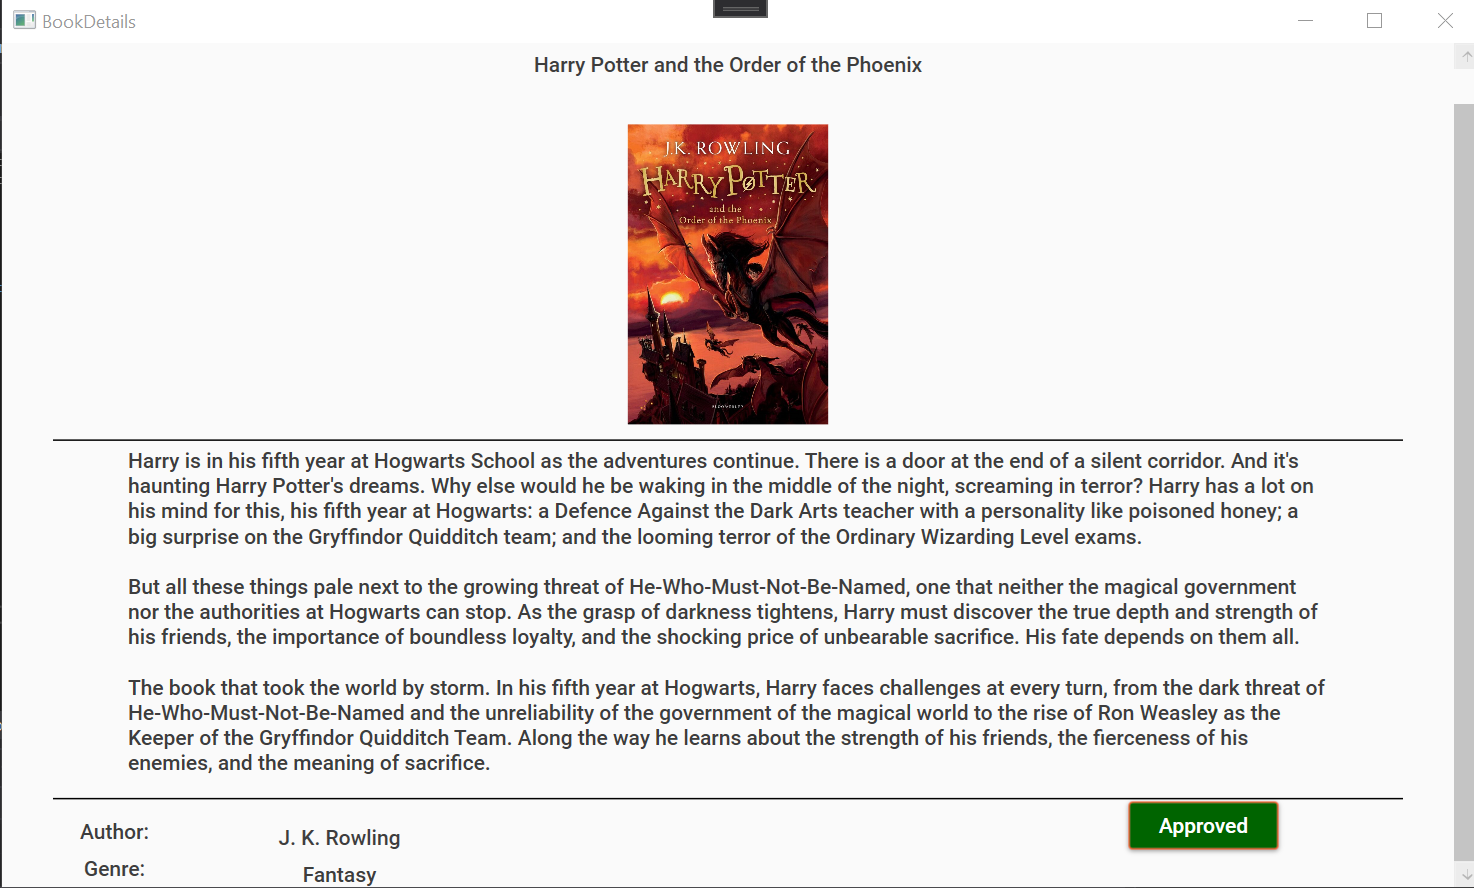 BookDetails
Harry Potter and the Order of the Phoenix
J.K. ROWLING
HARRY POTTER
and the
Order of the Phoenix
BLOOMSBURY
Harry is in his fifth year at Hogwarts School as the adventures continue. There is a door at the end of a silent corridor. And it's
haunting Harry Potter's dreams. Why else would he be waking in the middle of the night, screaming in terror? Harry has a lot on
his mind for this, his fifth year at Hogwarts: a Defence Against the Dark Arts teacher with a personality like poisoned honey; a
big surprise on the Gryffindor Quidditch team; and the looming terror of the Ordinary Wizarding Level exams.
But all these things pale next to the growing threat of He-Who-Must-Not-Be-Named, one that neither the magical government
nor the authorities at Hogwarts can stop. As the grasp of darkness tightens, Harry must discover the true depth and strength of
his friends, the importance of boundless loyalty, and the shocking price of unbearable sacrifice. His fate depends on them all.
The book that took the world by storm. In his fifth year at Hogwarts, Harry faces challenges at every turn, from the dark threat of
He-Who-Must-Not-Be-Named and the unreliability of the government of the magical world to the rise of Ron Weasley as the
Keeper of the Gryffindor Quidditch Team. Along the way he learns about the strength of his friends, the fierceness of his
enemies, and the meaning of sacrifice.
Author: J. K. Rowling
Approved
Genre: Fantasy